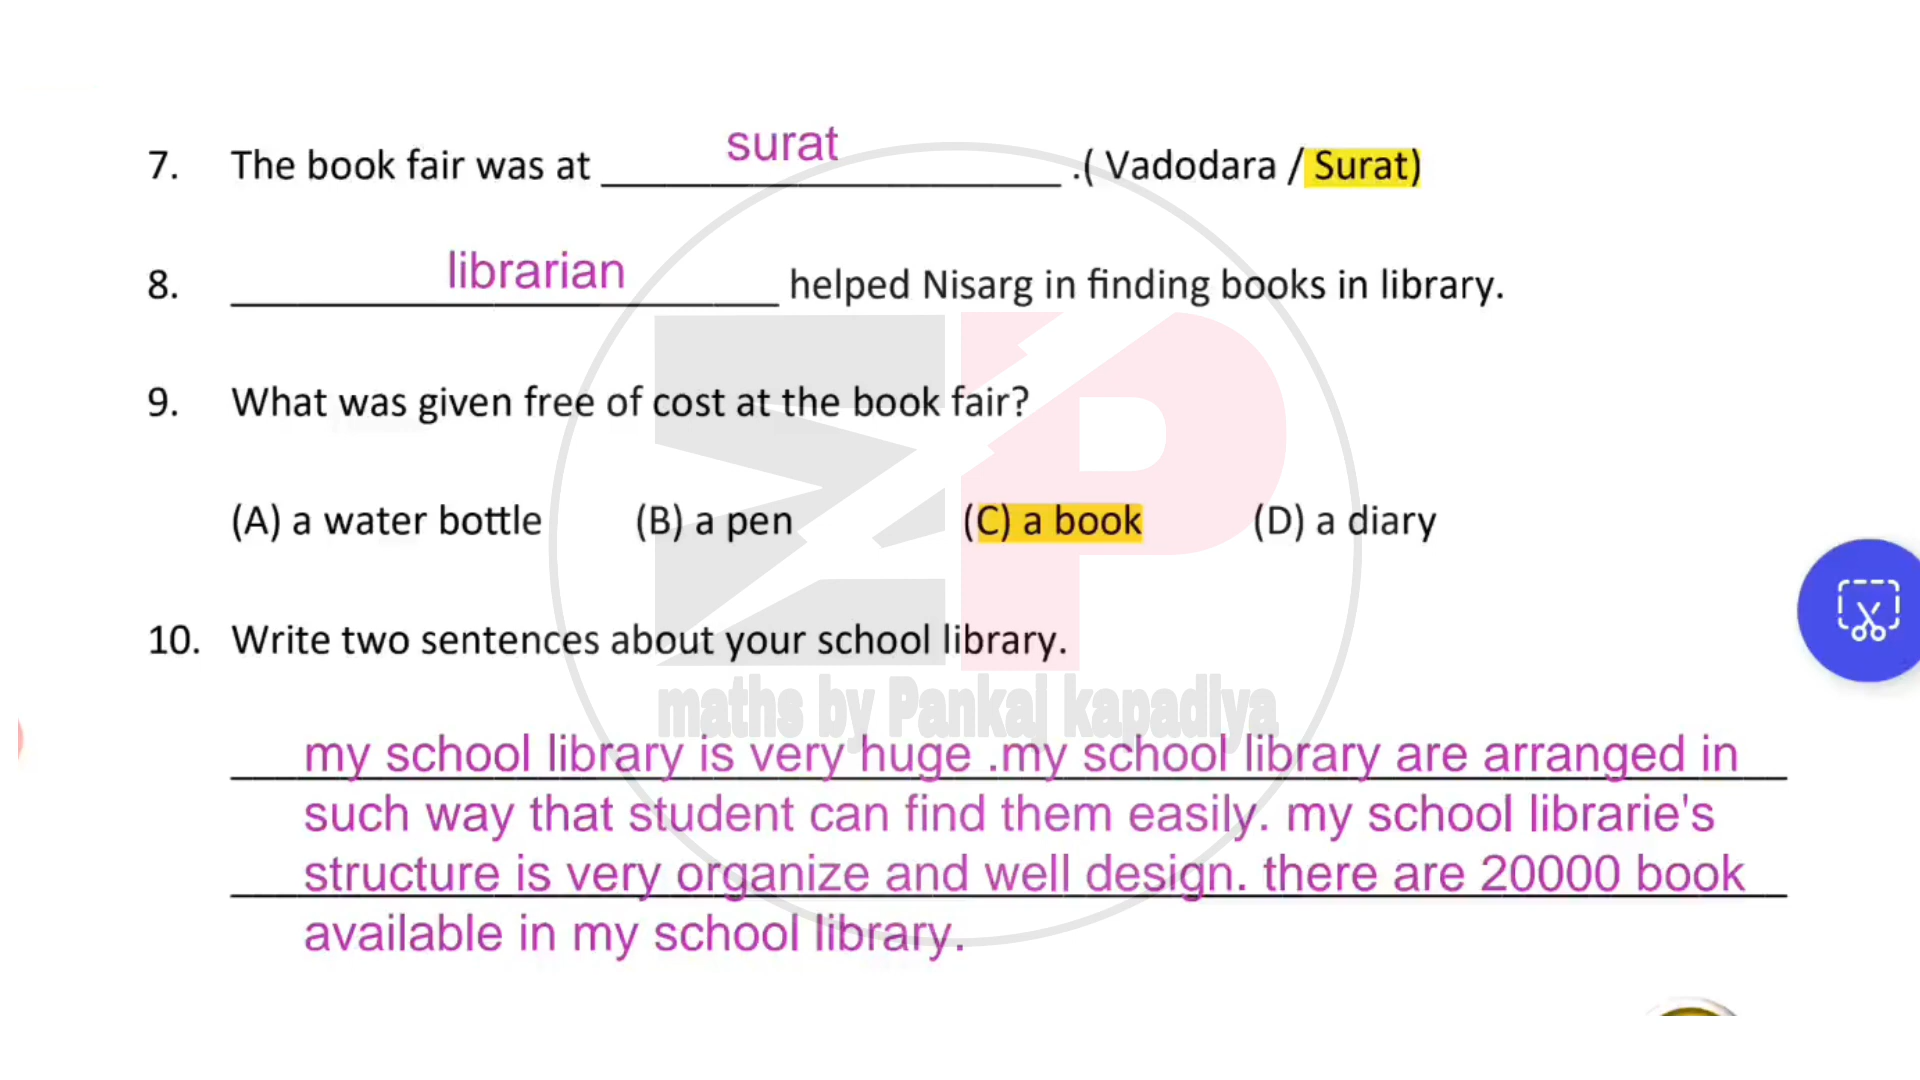 7. The book fair was at surat .( Vadodara / Surat)
8. librarian helped Nisarg in finding books in library.
9. What was given free of cost at the book fair?
(A) a water bottle (B) a pen (C) a book (D) a diary
10. Write two sentences about your school library.
maths by Pankaj kapadiya
my school library is very huge .my school library are arranged in
such way that student can find them easily. my school librarie's
structure is very organize and well design. there are 20000 book
available in my school library.